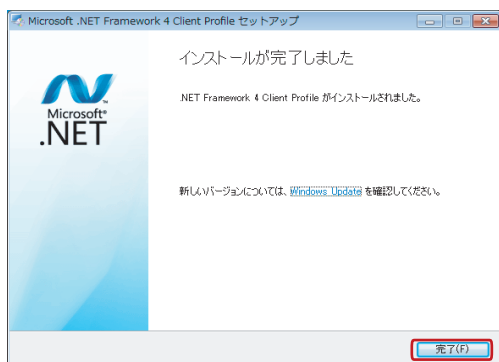 Microsoft .NET Framework 4 Client Profile セットアップ
インストールが完了しました
.NET Framework 4 Client Profile がインストールされました。
Microsoft®
.NET
新しいバージョンについては、Windows Update を確認してください。
完了(F)